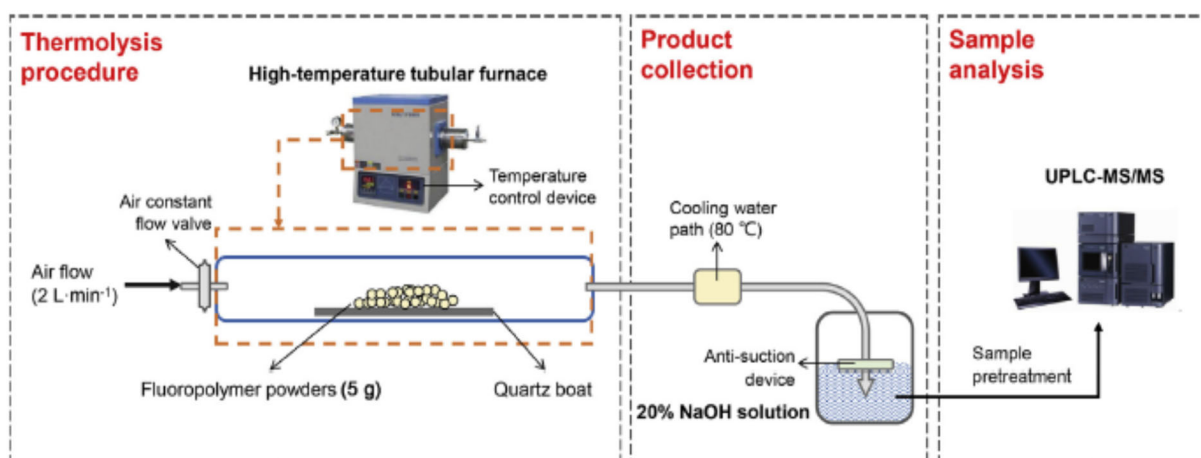 Thermolysis
procedure
High-temperature tubular furnace
Temperature
control device
Air constant
flow valve
Air flow
(2 L·min⁻¹)
Fluoropolymer powders (5 g)
Quartz boat
Product
collection
Cooling water
path (80 ℃)
Anti-suction
device
20% NaOH solution
Sample
analysis
UPLC-MS/MS
Sample
pretreatment